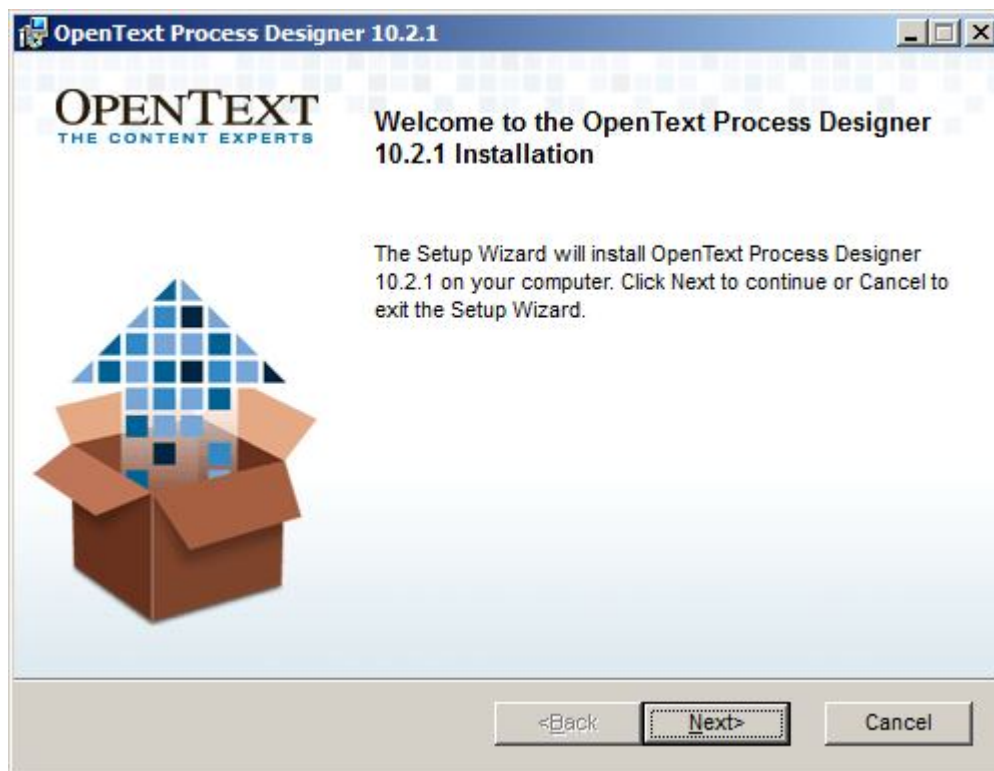 OpenText Process Designer 10.2.1
OPENTEXT
THE CONTENT EXPERTS
Welcome to the OpenText Process Designer
10.2.1 Installation
The Setup Wizard will install OpenText Process Designer
10.2.1 on your computer. Click Next to continue or Cancel to
exit the Setup Wizard.
<Back
Next>
Cancel